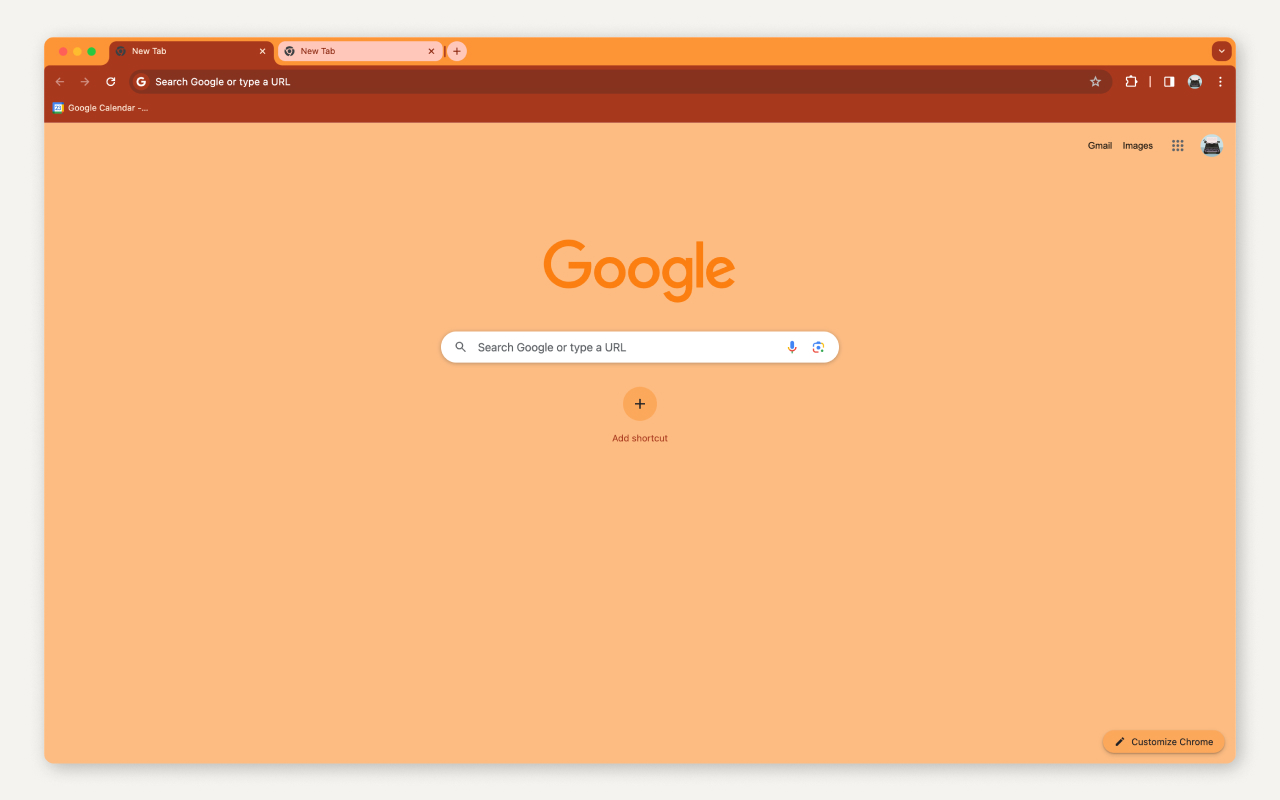 New Tab
New Tab
Search Google or type a URL
Google Calendar -...
Gmail Images
Google
Search Google or type a URL
Add shortcut
Customize Chrome